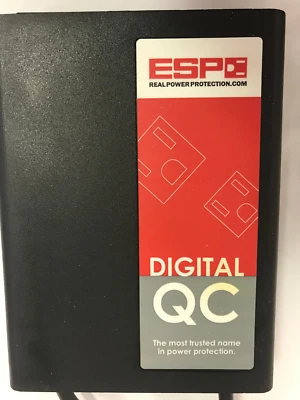 ESP
REALPOWERPROTECTION.COM
DIGITAL
QC
The most trusted name
in power protection.